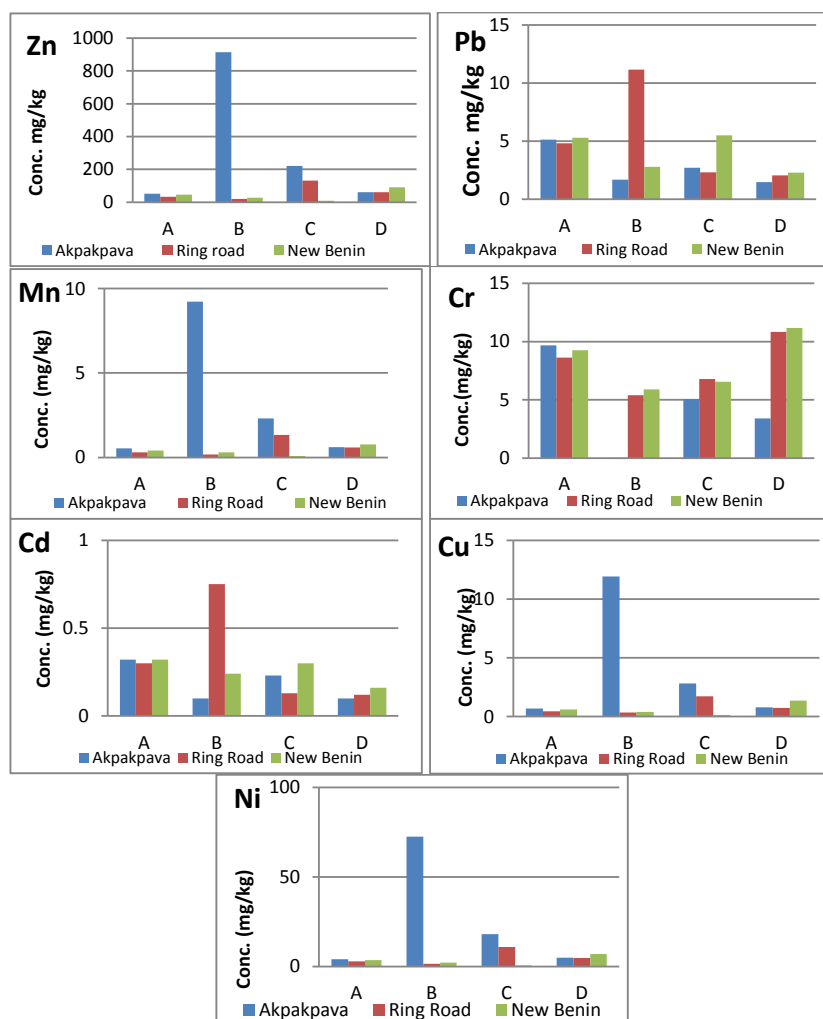 Zn
Conc. mg/kg
1000
800
600
400
200
0
A B C D
Akpakpava Ring road New Benin
Pb
Conc. mg/kg
15
10
5
0
A B C D
Akpakpava Ring Road New Benin
Mn
Conc. (mg/kg)
10
5
0
A B C D
Akpakpava Ring Road New Benin
Cr
Conc.(mg/kg)
15
10
5
0
A B C D
Akpakpava Ring Road New Benin
Cd
Conc. (mg/kg)
1
0.5
0
A B C D
Akpakpava Ring Road New Benin
Cu
Conc. (mg/kg)
15
10
5
0
A B C D
Akpakpava Ring Road New Benin
Ni
Conc. (mg/kg)
100
50
0
A B C D
Akpakpava Ring Road New Benin